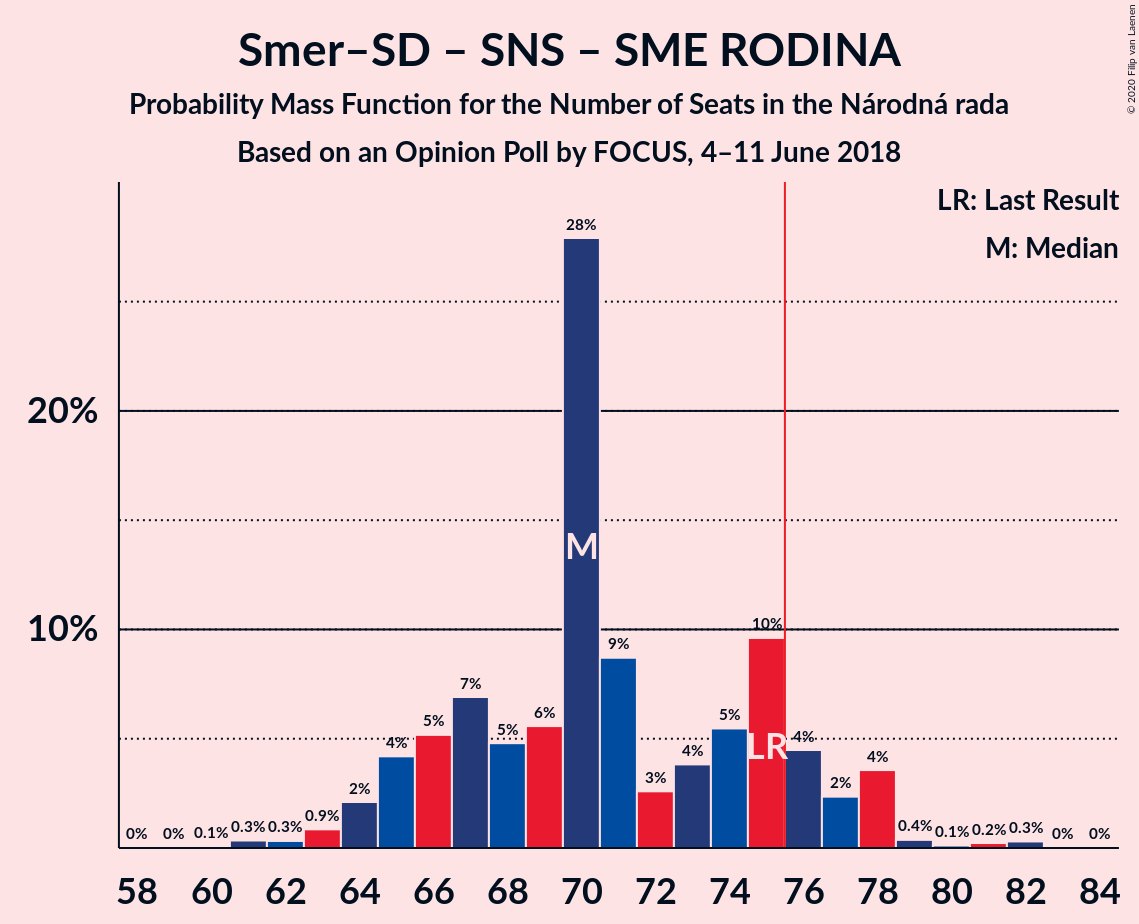 © 2020 Filip van Laenen
Smer–SD – SNS – SME RODINA
Probability Mass Function for the Number of Seats in the Národná rada
Based on an Opinion Poll by FOCUS, 4–11 June 2018
LR: Last Result
M: Median
20%
10%
0% 0% 0.1% 0.3% 0.3% 0.9% 2% 4% 5% 7% 5% 6% 28% 9% 3% 4% 5% 10% 4% 2% 4% 0.4% 0.1% 0.2% 0.3% 0% 0%
M
LR
58 60 62 64 66 68 70 72 74 76 78 80 82 84